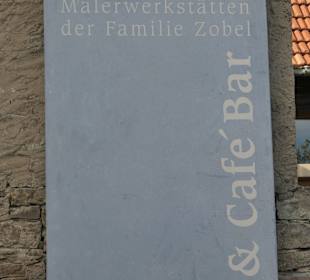 Malerwerkstätten
der Familie Zobel
& Café Bar